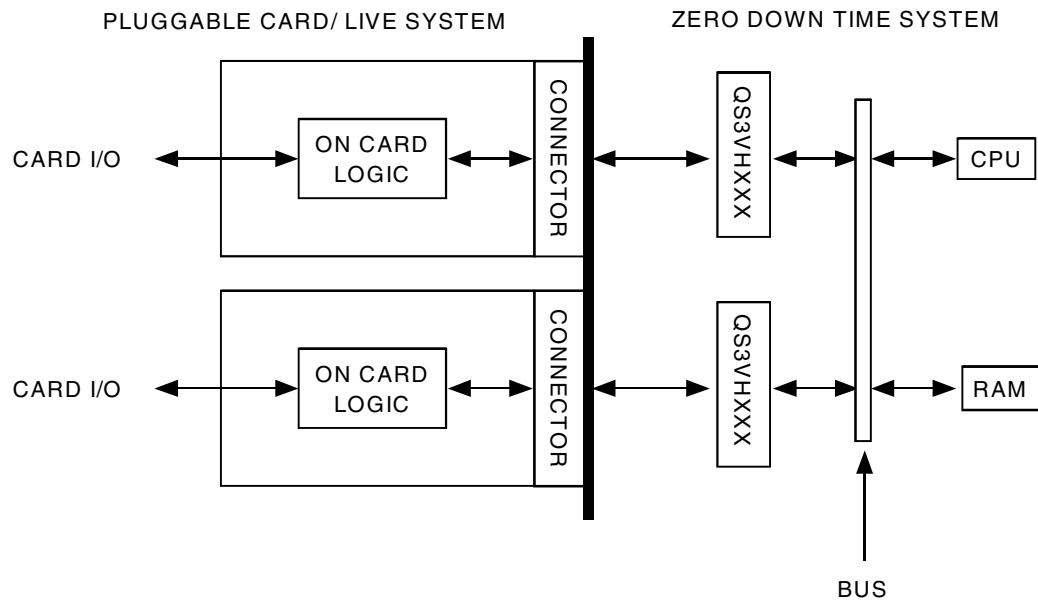 PLUGGABLE CARD/ LIVE SYSTEM
ZERO DOWN TIME SYSTEM
CARD I/O
ON CARD
LOGIC
CONNECTOR
QS3VHXXX
CPU
CARD I/O
ON CARD
LOGIC
CONNECTOR
QS3VHXXX
RAM
BUS